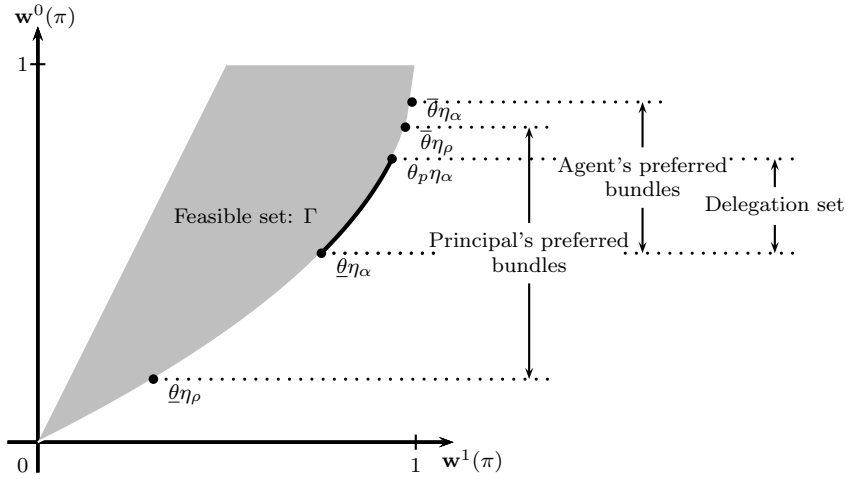 w⁰(π)
1
θ̅η_α
θ̅η_ρ
θ_pη_α
Agent's preferred
bundles
Delegation set
Feasible set: Γ
Principal's preferred
bundles
θ̲η_α
θ̲η_ρ
0
1
w¹(π)